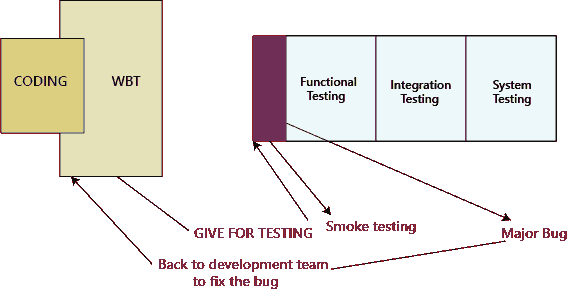 CODING
WBT
Functional
Testing
Integration
Testing
System
Testing
GIVE FOR TESTING
Smoke testing
Major Bug
Back to development team
to fix the bug